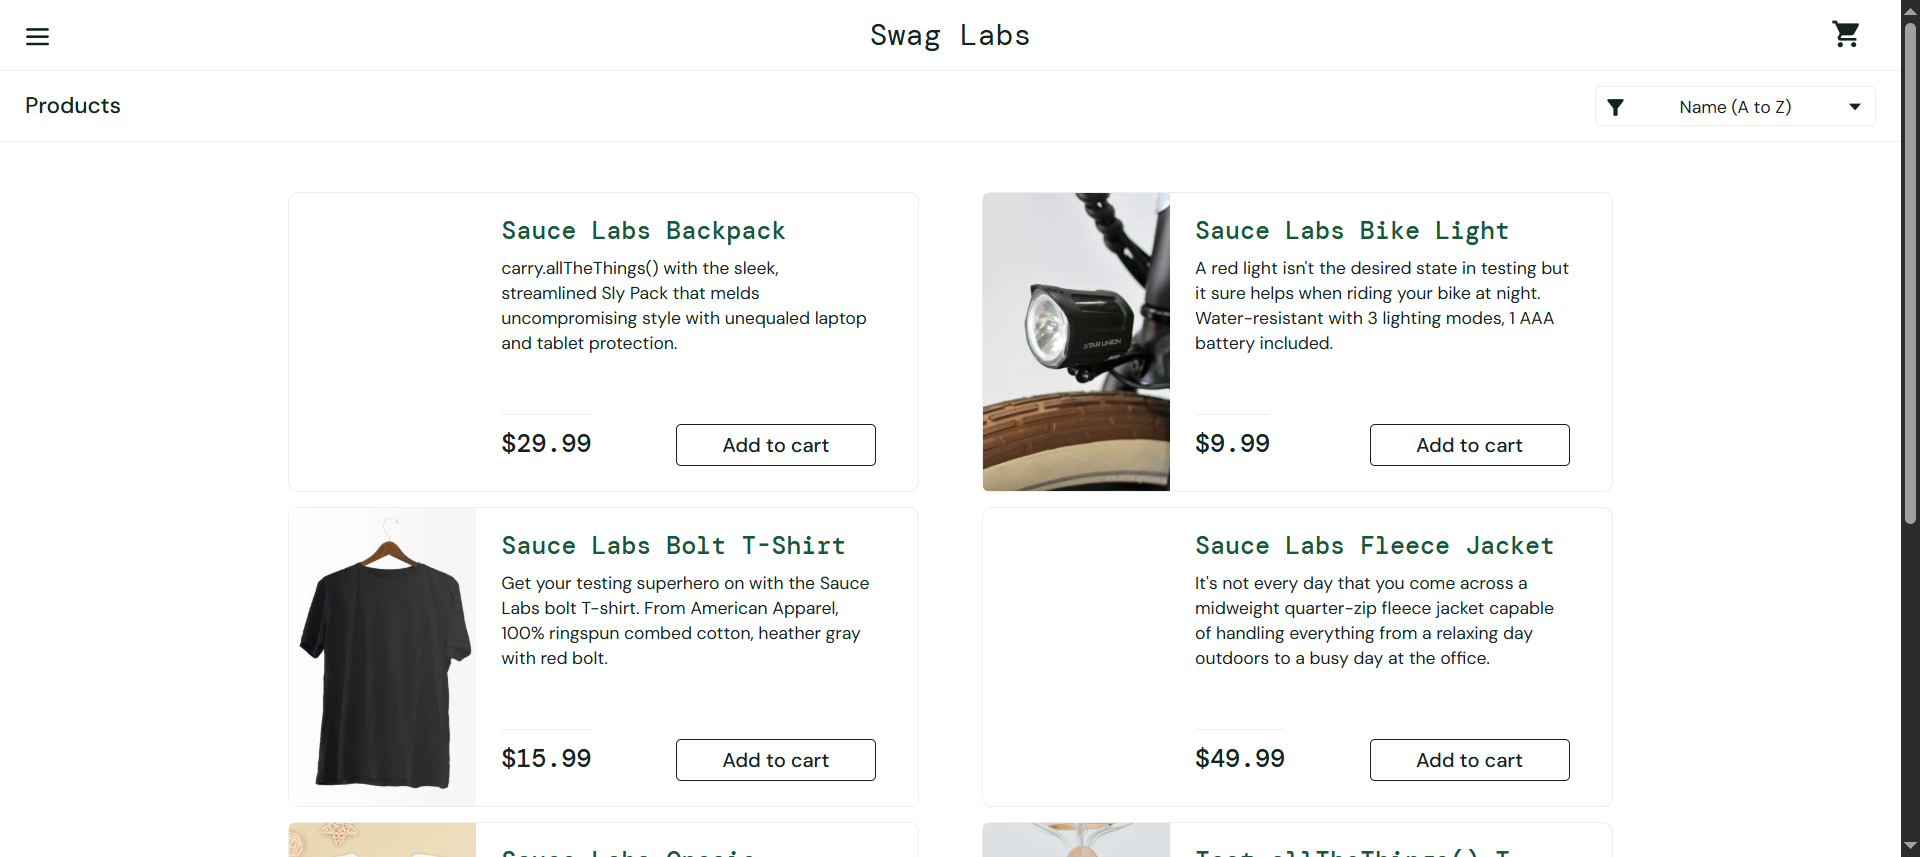 Swag Labs
Products
Name (A to Z)
Sauce Labs Backpack
carry.allTheThings() with the sleek,
streamlined Sly Pack that melds
uncompromising style with unequaled laptop
and tablet protection.
$29.99
Add to cart
Sauce Labs Bike Light
A red light isn't the desired state in testing but
it sure helps when riding your bike at night.
Water-resistant with 3 lighting modes, 1 AAA
battery included.
$9.99
Add to cart
STAR UNION
Sauce Labs Bolt T-Shirt
Get your testing superhero on with the Sauce
Labs bolt T-shirt. From American Apparel,
100% ringspun combed cotton, heather gray
with red bolt.
$15.99
Add to cart
Sauce Labs Fleece Jacket
It's not every day that you come across a
midweight quarter-zip fleece jacket capable
of handling everything from a relaxing day
outdoors to a busy day at the office.
$49.99
Add to cart
Sauce Labs Onesie
Test.allTheThings() T